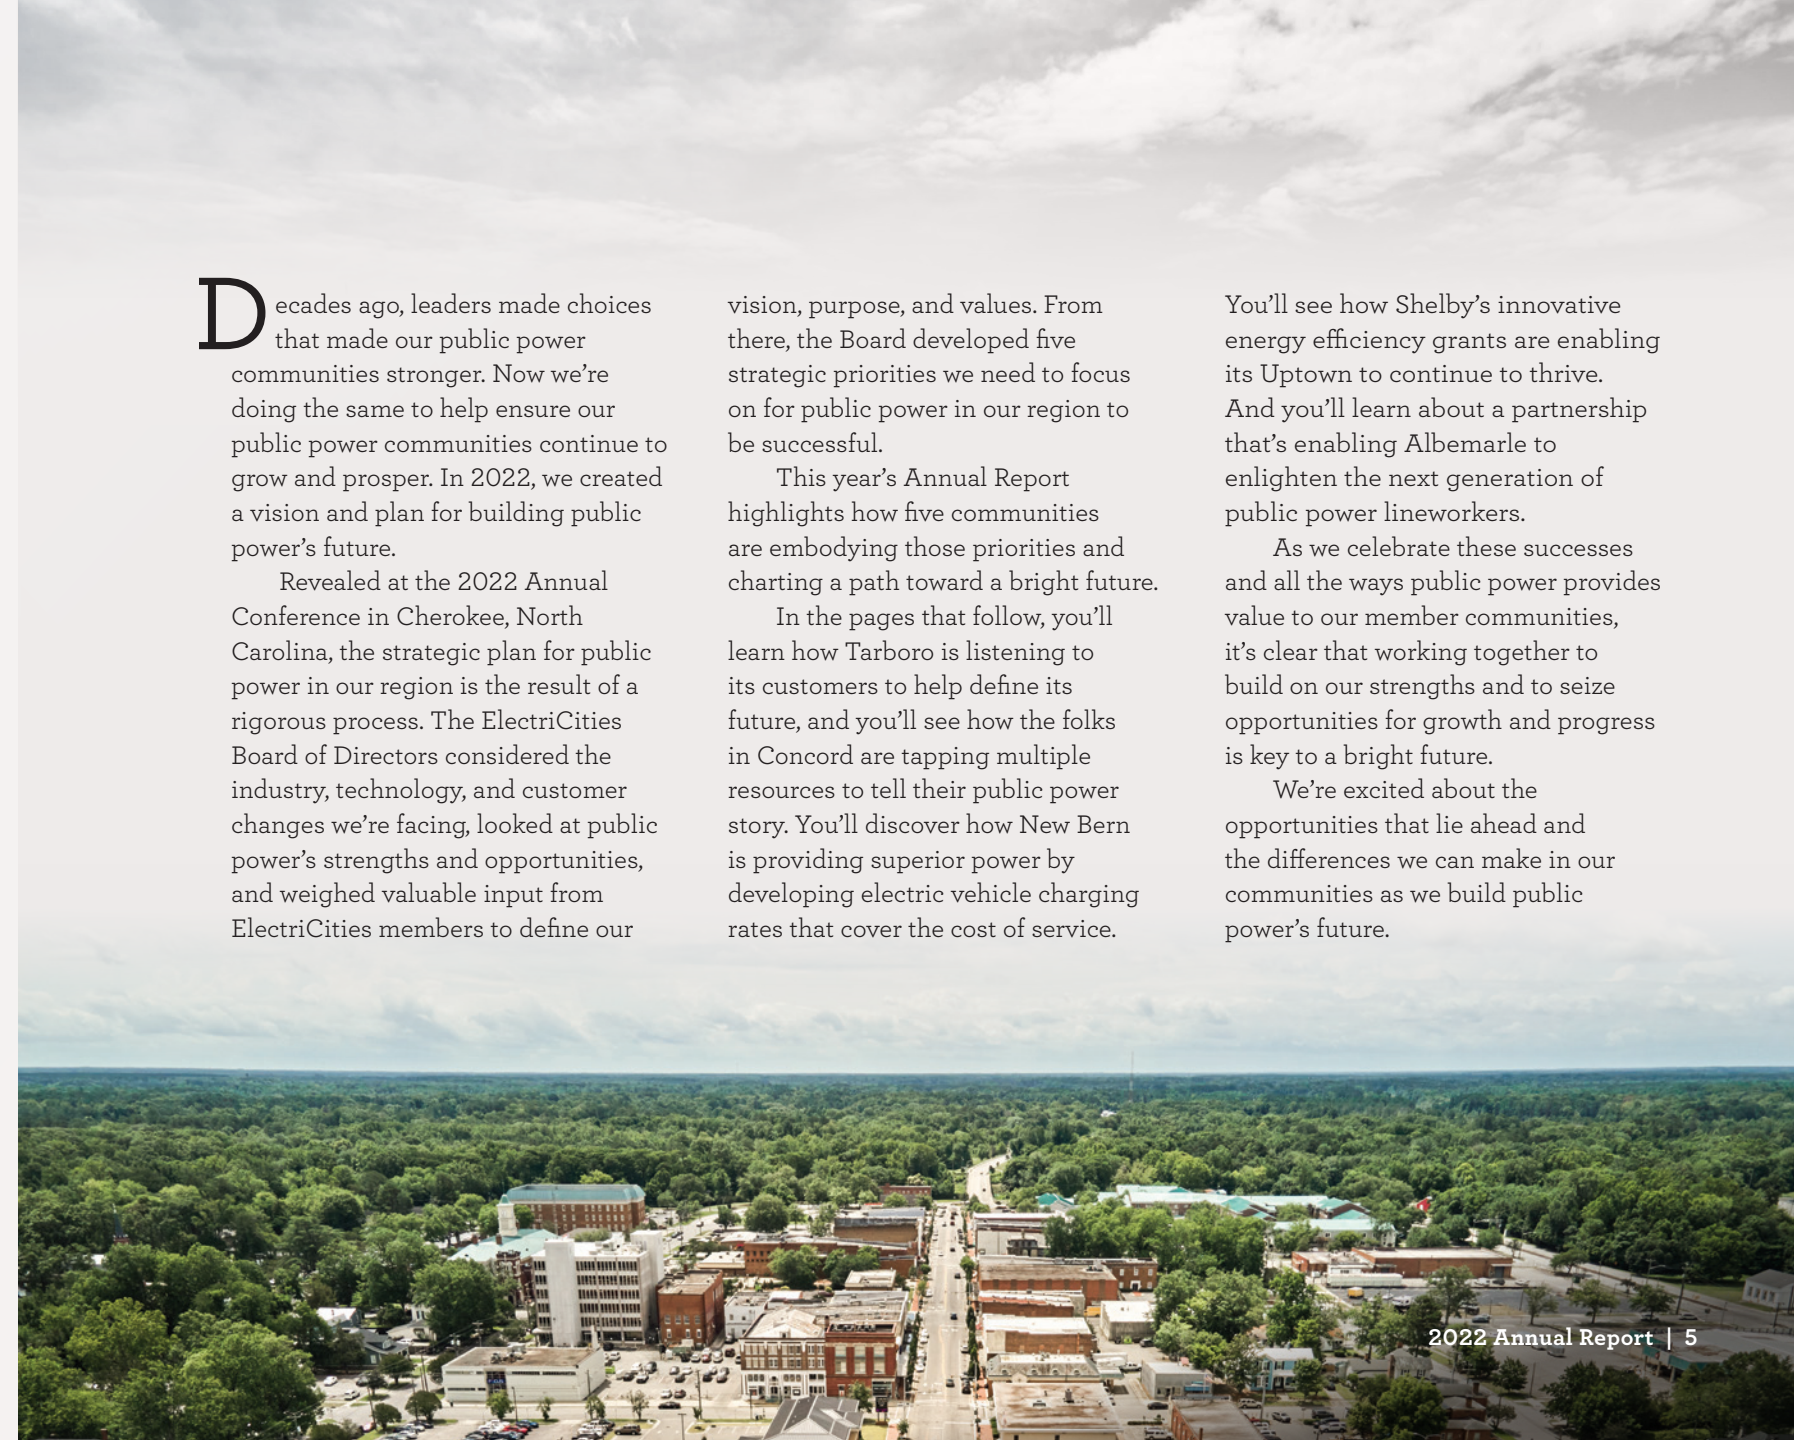 Decades ago, leaders made choices
that made our public power
communities stronger. Now we’re
doing the same to help ensure our
public power communities continue to
grow and prosper. In 2022, we created
a vision and plan for building public
power’s future.
Revealed at the 2022 Annual
Conference in Cherokee, North
Carolina, the strategic plan for public
power in our region is the result of a
rigorous process. The ElectriCities
Board of Directors considered the
industry, technology, and customer
changes we’re facing, looked at public
power’s strengths and opportunities,
and weighed valuable input from
ElectriCities members to define our
vision, purpose, and values. From
there, the Board developed five
strategic priorities we need to focus
on for public power in our region to
be successful.
This year’s Annual Report
highlights how five communities
are embodying those priorities and
charting a path toward a bright future.
In the pages that follow, you’ll
learn how Tarboro is listening to
its customers to help define its
future, and you’ll see how the folks
in Concord are tapping multiple
resources to tell their public power
story. You’ll discover how New Bern
is providing superior power by
developing electric vehicle charging
rates that cover the cost of service.
You’ll see how Shelby’s innovative
energy efficiency grants are enabling
its Uptown to continue to thrive.
And you’ll learn about a partnership
that’s enabling Albemarle to
enlighten the next generation of
public power lineworkers.
As we celebrate these successes
and all the ways public power provides
value to our member communities,
it’s clear that working together to
build on our strengths and to seize
opportunities for growth and progress
is key to a bright future.
We’re excited about the
opportunities that lie ahead and
the differences we can make in our
communities as we build public
power’s future.
2022 Annual Report | 5